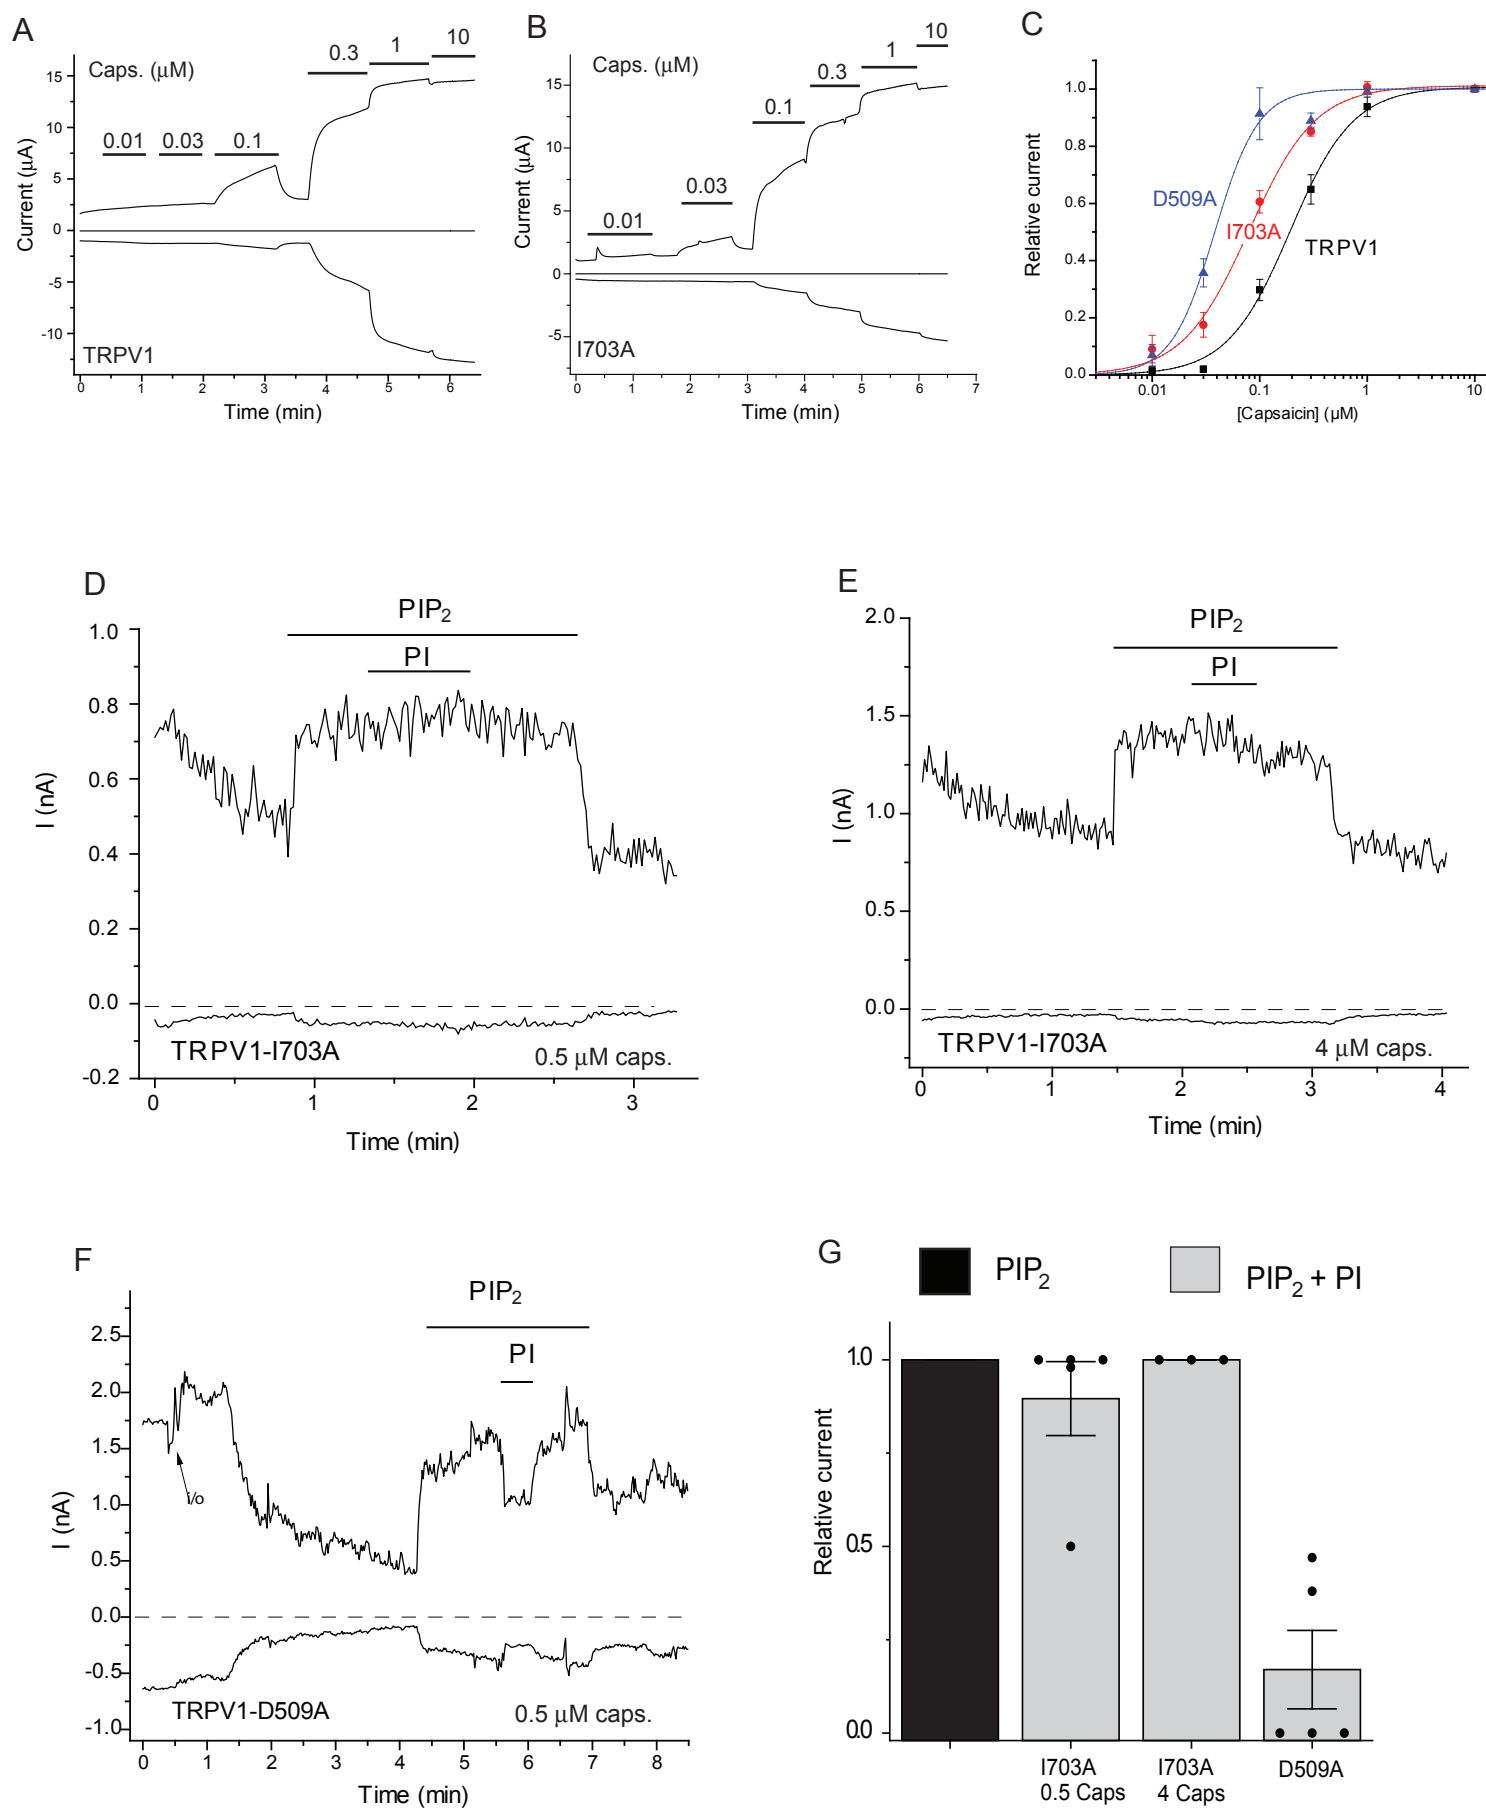 A
Caps. (μM)
0.01
0.03
0.1
0.3
1
10
Current (μA)
15
10
5
0
-5
-10
TRPV1
0 1 2 3 4 5 6
Time (min)
B
Caps. (μM)
0.01
0.03
0.1
0.3
1
10
Current (μA)
15
10
5
0
-5
I703A
0 1 2 3 4 5 6 7
Time (min)
C
Relative current
1.0
0.8
0.6
0.4
0.2
0.0
D509A
I703A
TRPV1
0.01 0.1 1 10
[Capsaicin] (μM)
D
PIP2
PI
I (nA)
1.0
0.8
0.6
0.4
0.2
0.0
-0.2
TRPV1-I703A
0.5 μM caps.
0 1 2 3
Time (min)
E
PIP2
PI
I (nA)
2.0
1.5
1.0
0.5
0.0
TRPV1-I703A
4 μM caps.
0 1 2 3 4
Time (min)
F
PIP2
PI
I (nA)
2.5
2.0
1.5
1.0
0.5
0.0
-0.5
-1.0
i/o
TRPV1-D509A
0.5 μM caps.
0 1 2 3 4 5 6 7 8
Time (min)
G
PIP2
PIP2 + PI
Relative current
1.0
0.5
0.0
I703A
0.5 Caps
I703A
4 Caps
D509A